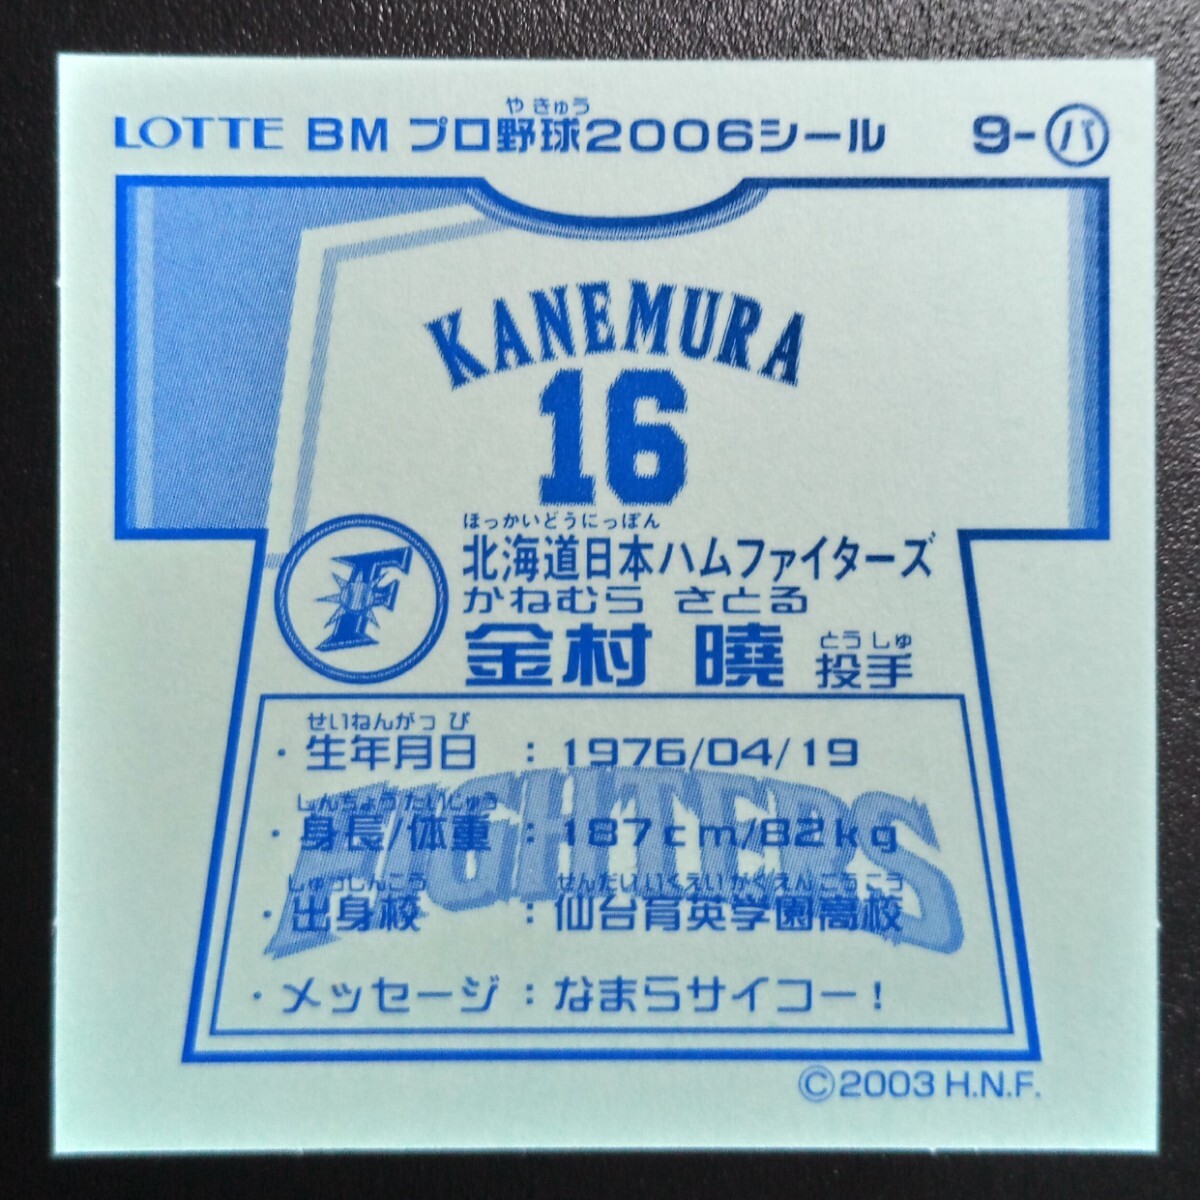 やきゅう
LOTTE BM プロ野球2006シール 9-パ
KANEMURA
16
ほっかいどうにっぽん
北海道日本ハムファイターズ
F
かねむら さとる
金村 曉 投手
とうしゅ
せいねんがっぴ
・生年月日 : 1976/04/19
FIGHTERS
しんちょう たいじゅう
・身長/体重 : 187cm/82kg
しゅっしんこう せんだいいくえいがくえんこうこう
・出身校 : 仙台育英学園高校
・メッセージ : なまらサイコー!
©2003 H.N.F.